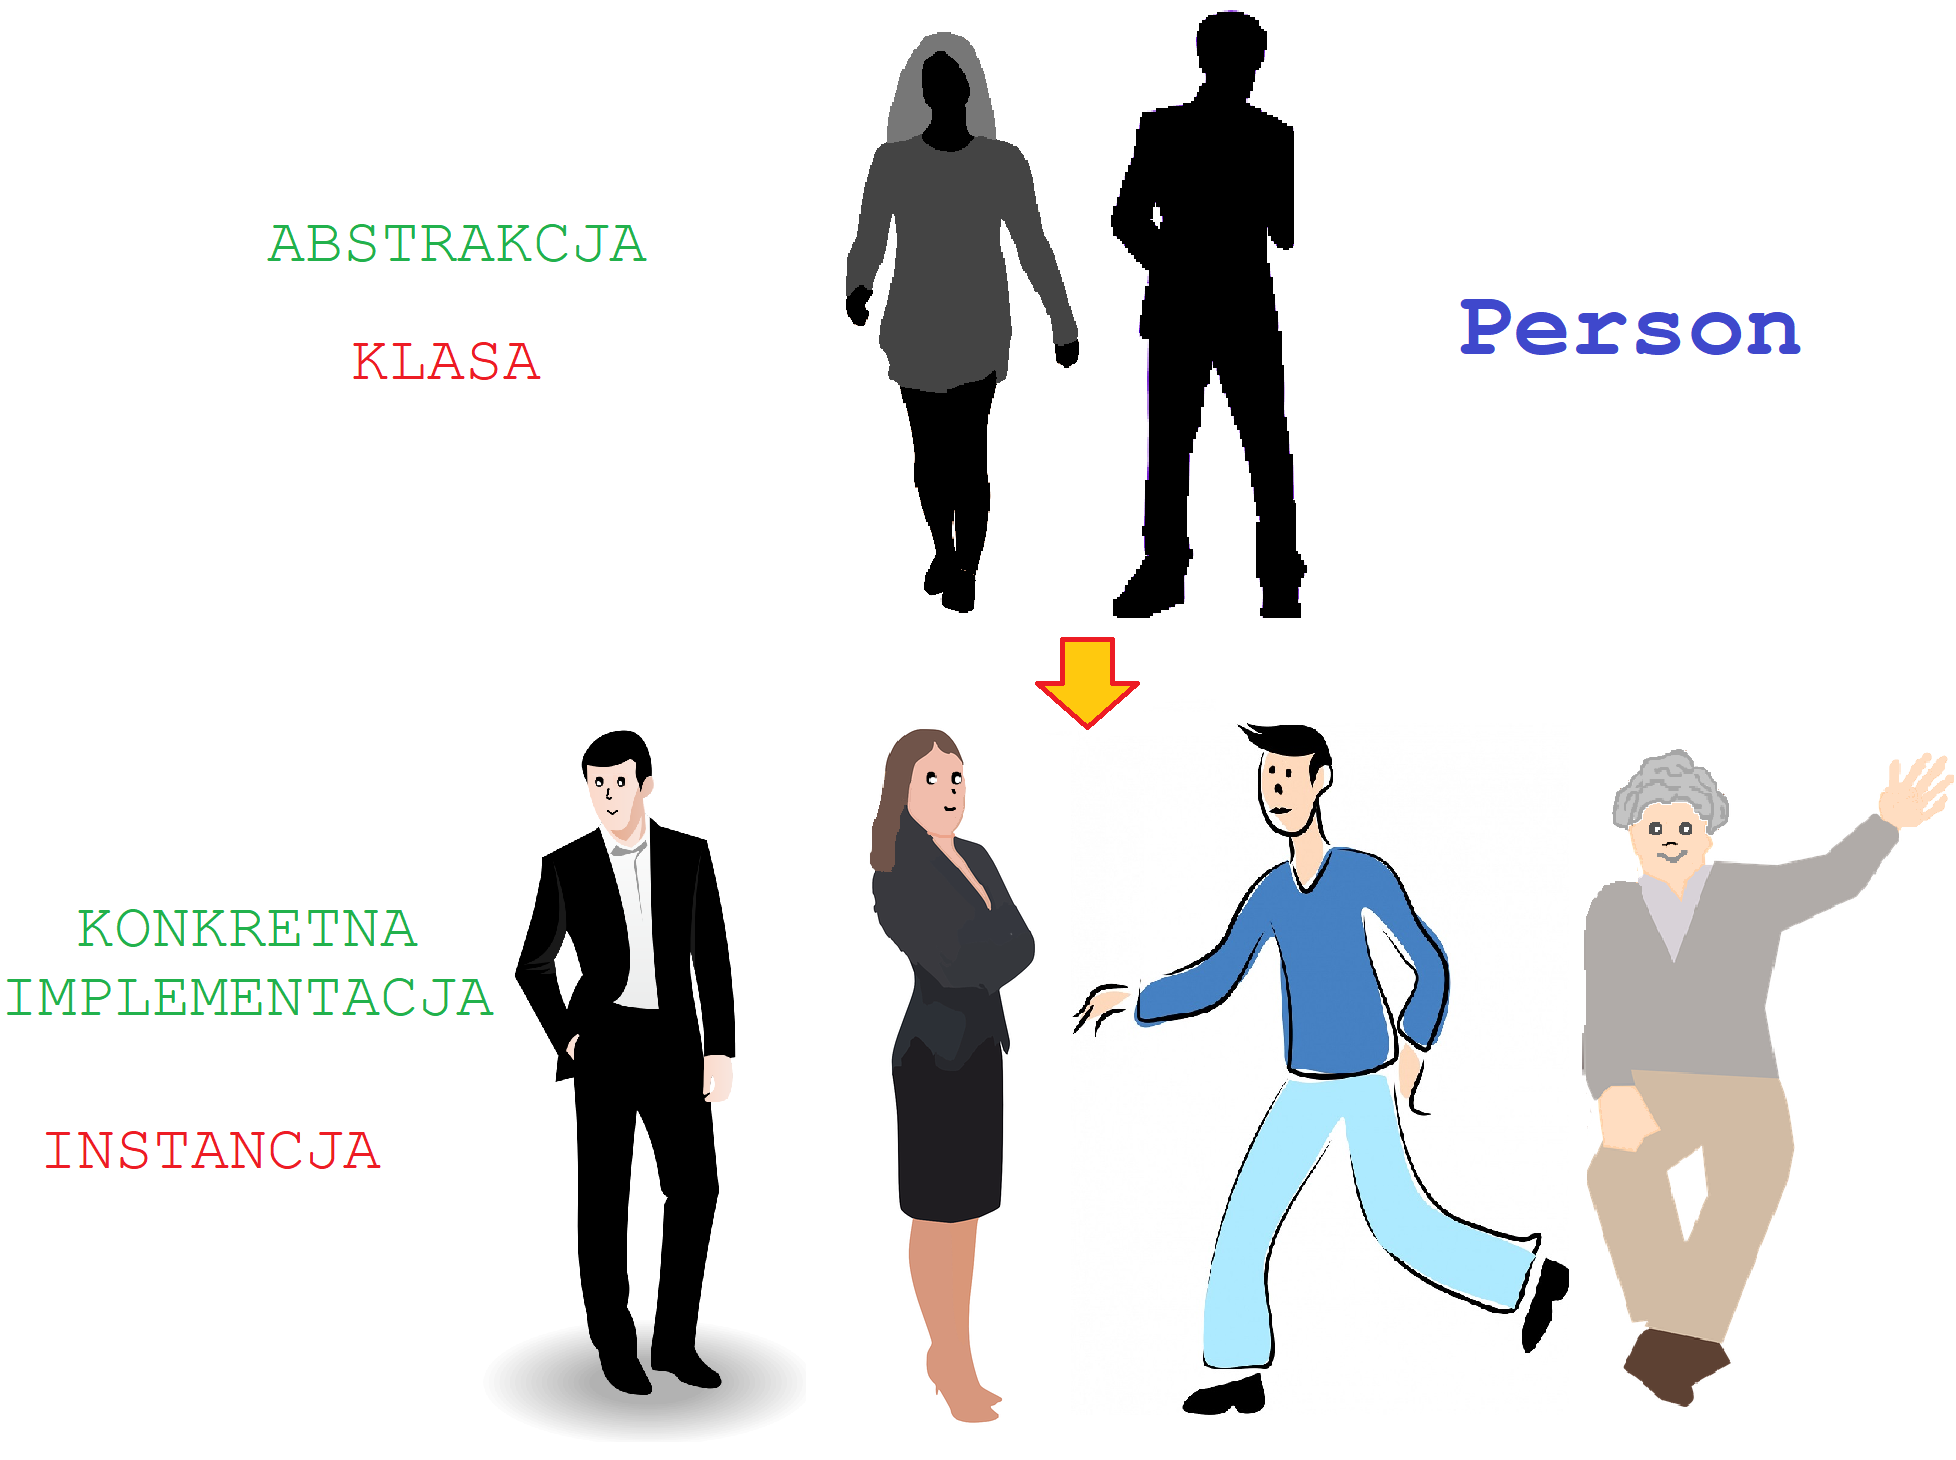 ABSTRAKCJA
KLASA
Person
KONKRETNA
IMPLEMENTACJA
INSTANCJA